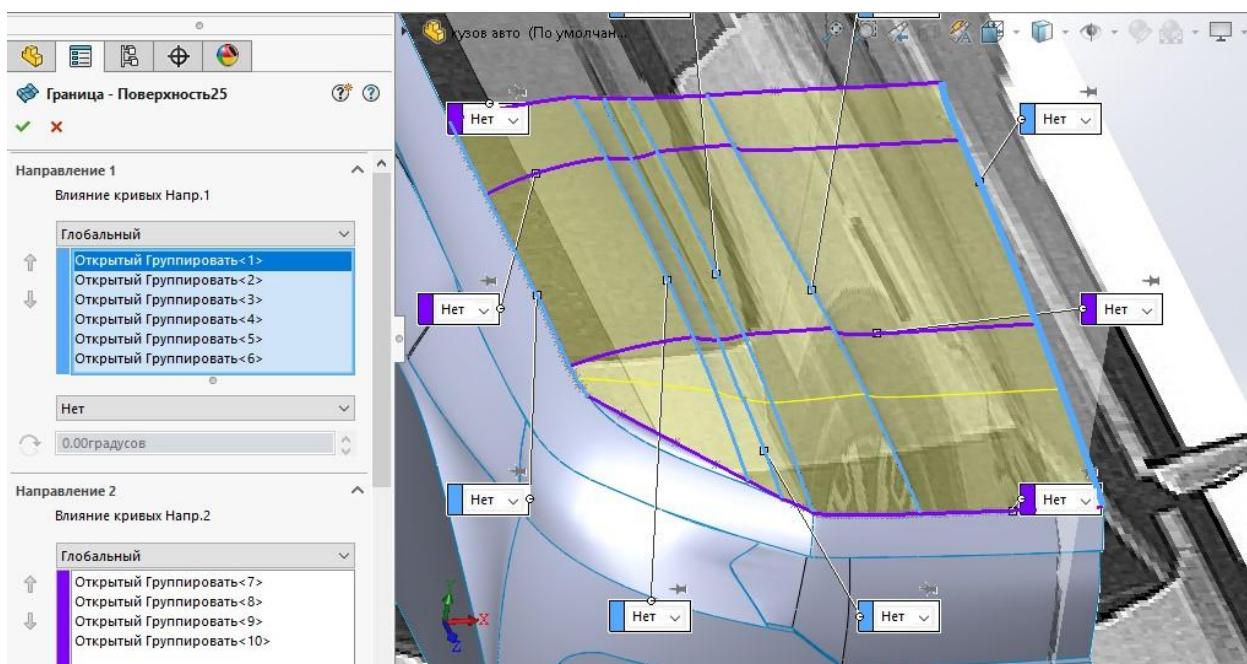 кузов авто (По умолчан...
Граница - Поверхность25
Направление 1
Влияние кривых Напр.1
Глобальный
Открытый Группировать<1>
Открытый Группировать<2>
Открытый Группировать<3>
Открытый Группировать<4>
Открытый Группировать<5>
Открытый Группировать<6>
Нет
0.00градусов
Направление 2
Влияние кривых Напр.2
Глобальный
Открытый Группировать<7>
Открытый Группировать<8>
Открытый Группировать<9>
Открытый Группировать<10>
Нет
Нет
Нет
Нет
Нет
Нет
Нет
Нет
Y
X
Z